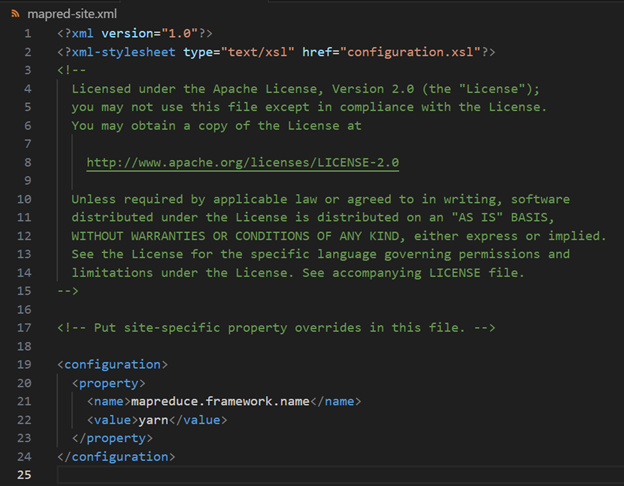 mapred-site.xml
1 <?xml version="1.0"?>
2 <?xml-stylesheet type="text/xsl" href="configuration.xsl"?>
3 <!--
4 Licensed under the Apache License, Version 2.0 (the "License");
5 you may not use this file except in compliance with the License.
6 You may obtain a copy of the License at
7
8 http://www.apache.org/licenses/LICENSE-2.0
9
10 Unless required by applicable law or agreed to in writing, software
11 distributed under the License is distributed on an "AS IS" BASIS,
12 WITHOUT WARRANTIES OR CONDITIONS OF ANY KIND, either express or implied.
13 See the License for the specific language governing permissions and
14 limitations under the License. See accompanying LICENSE file.
15 -->
16
17 <!-- Put site-specific property overrides in this file. -->
18
19 <configuration>
20 <property>
21 <name>mapreduce.framework.name</name>
22 <value>yarn</value>
23 </property>
24 </configuration>
25